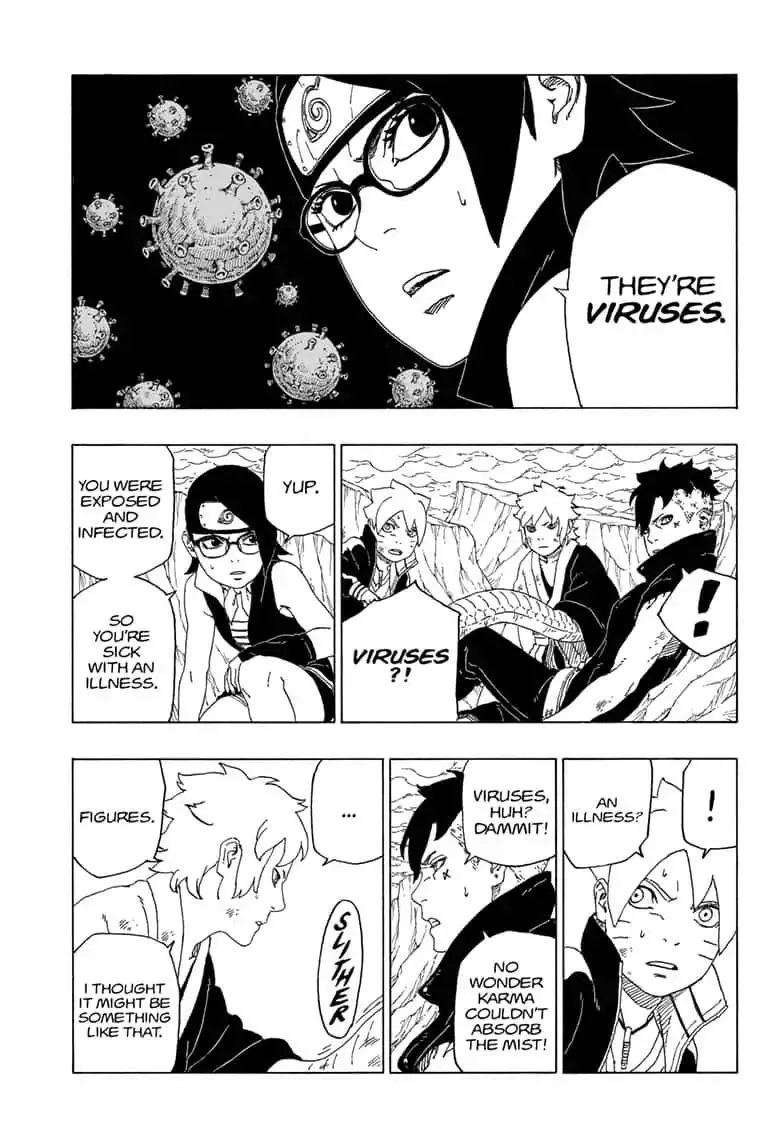 THEY'RE
VIRUSES.
!
VIRUSES
?!
YUP.
YOU WERE
EXPOSED
AND
INFECTED.
SO
YOU'RE
SICK
WITH AN
ILLNESS.
!
AN
ILLNESS?
VIRUSES,
HUH?
DAMMIT!
NO
WONDER
KARMA
COULDN'T
ABSORB
THE MIST!
...
SLITHER
FIGURES.
I THOUGHT
IT MIGHT BE
SOMETHING
LIKE THAT.